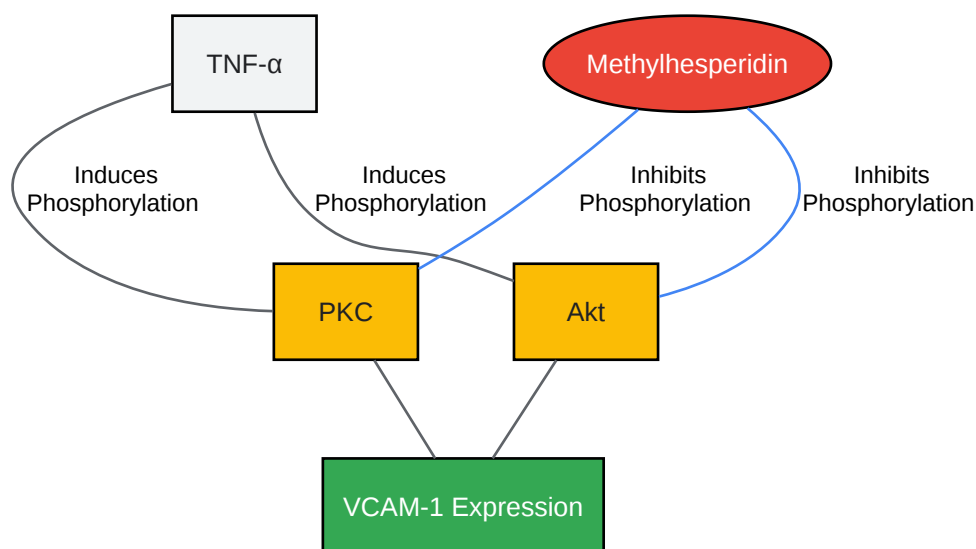 TNF-α
Methylhesperidin
Induces
Phosphorylation
Induces
Phosphorylation
Inhibits
Phosphorylation
Inhibits
Phosphorylation
PKC
Akt
VCAM-1 Expression